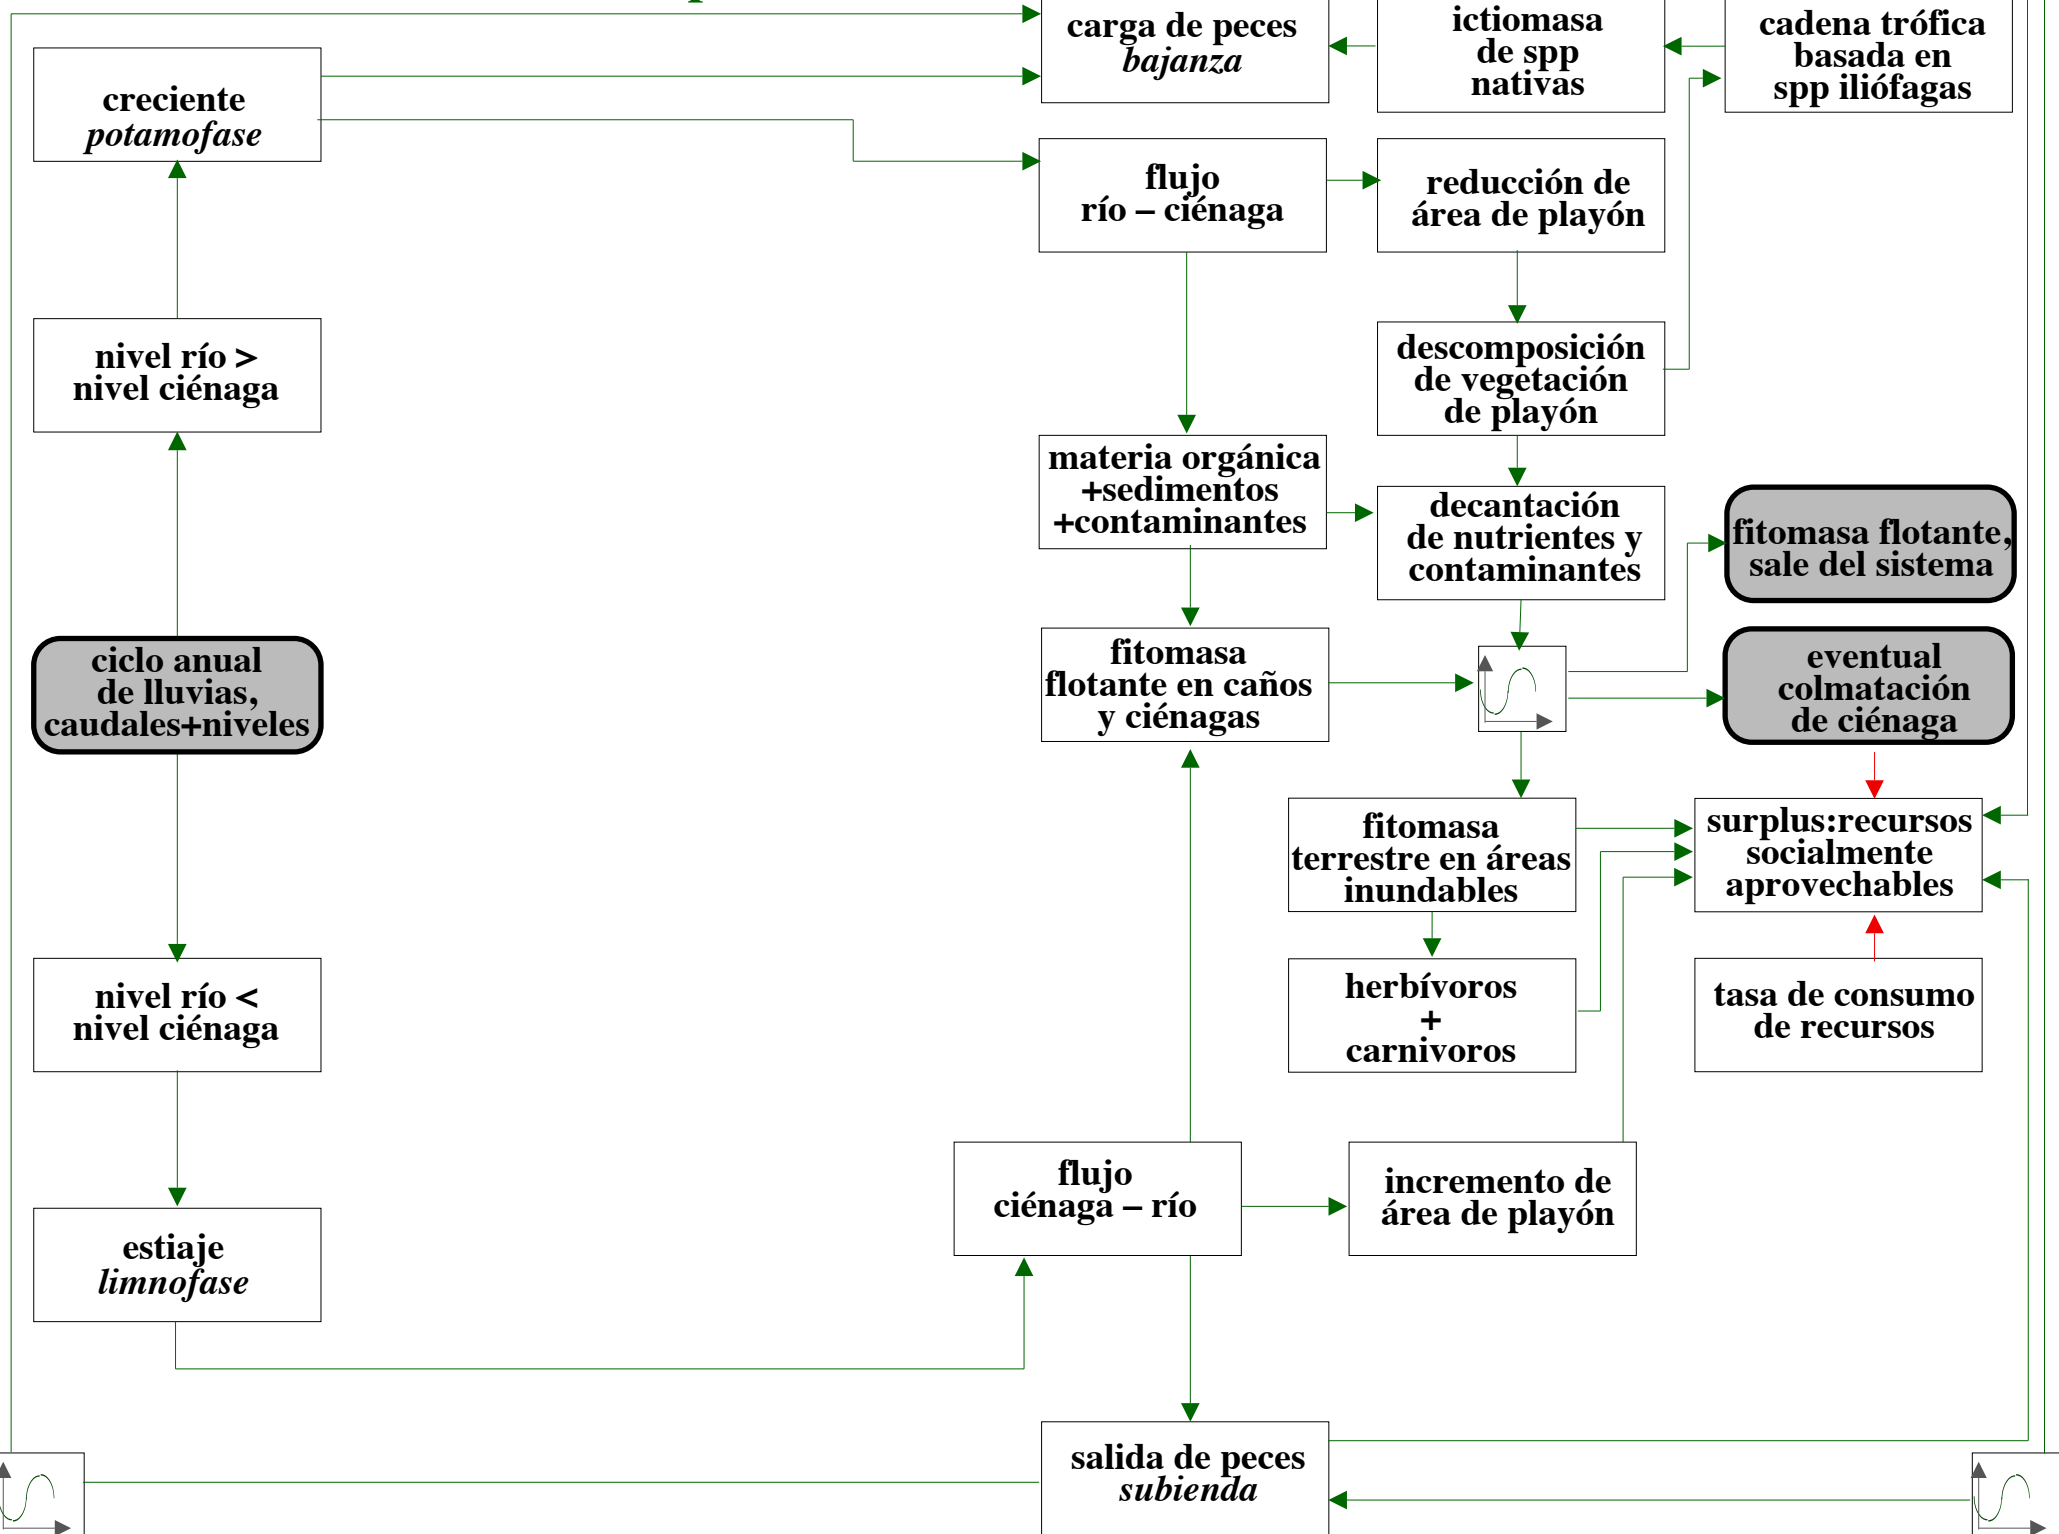 carga de peces
bajanza
ictiomasa
de spp
nativas
cadena trófica
basada en
spp iliófagas
creciente
potamofase
flujo
río – ciénaga
reducción de
área de playón
nivel río >
nivel ciénaga
descomposición
de vegetación
de playón
materia orgánica
+sedimentos
+contaminantes
decantación
de nutrientes y
contaminantes
fitomasa flotante,
sale del sistema
ciclo anual
de lluvias,
caudales+niveles
fitomasa
flotante en caños
y ciénagas
eventual
colmatación
de ciénaga
fitomasa
terrestre en áreas
inundables
surplus:recursos
socialmente
aprovechables
nivel río <
nivel ciénaga
herbívoros
+
carnivoros
tasa de consumo
de recursos
flujo
ciénaga – río
incremento de
área de playón
estiaje
limnofase
salida de peces
subienda